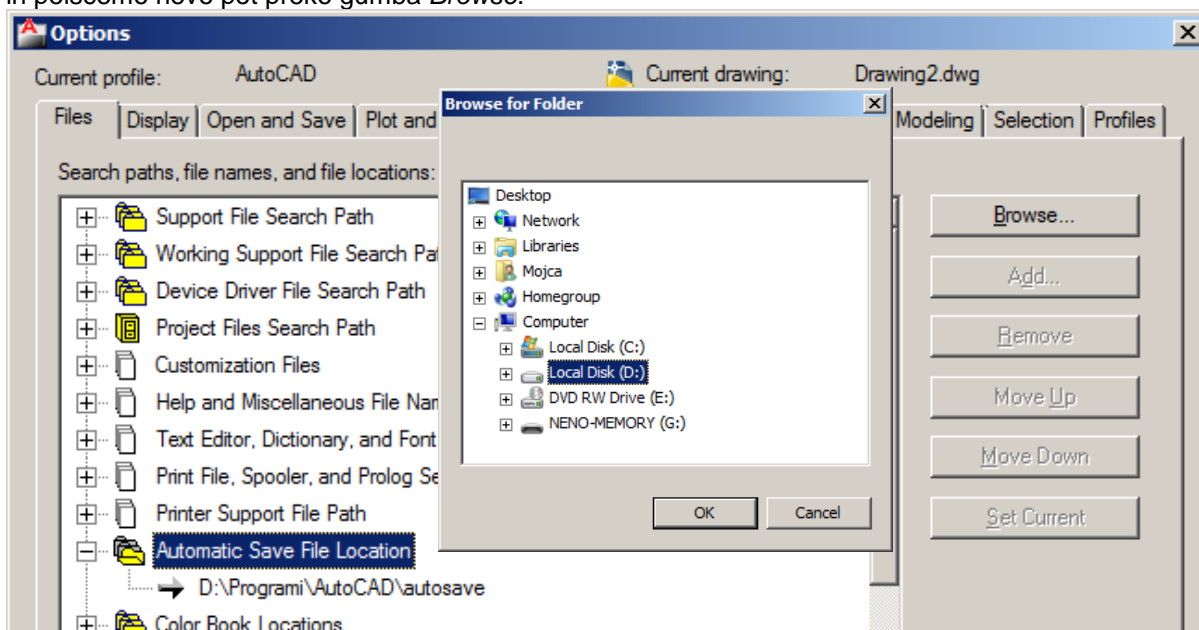 in poiščemo novo pot preko gumba Browse.
Options
Current profile: AutoCAD Current drawing: Drawing2.dwg
Files Display Open and Save Plot and Modeling Selection Profiles
Browse for Folder
Search paths, file names, and file locations:
Desktop
Network
Libraries
Mojca
Homegroup
Computer
Local Disk (C:)
Local Disk (D:)
DVD RW Drive (E:)
NENO-MEMORY (G:)
OK Cancel
Support File Search Path
Working Support File Search Pat
Device Driver File Search Path
Project Files Search Path
Customization Files
Help and Miscellaneous File Nam
Text Editor, Dictionary, and Font
Print File, Spooler, and Prolog Se
Printer Support File Path
Automatic Save File Location
D:\Programi\AutoCAD\autosave
Color Book Locations
Browse...
Add...
Remove
Move Up
Move Down
Set Current